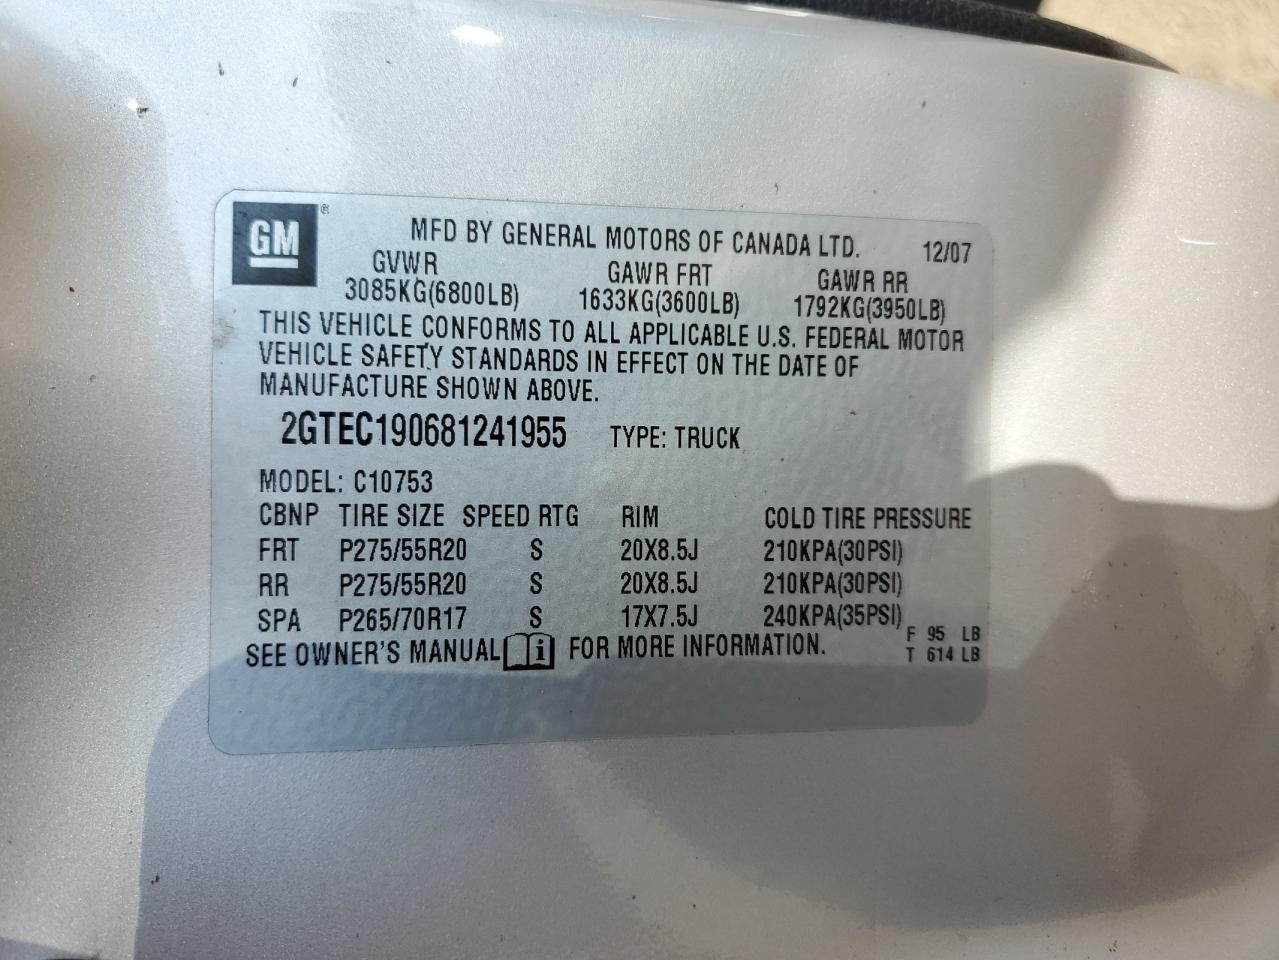 GM®
MFD BY GENERAL MOTORS OF CANADA LTD. 12/07
GVWR GAWR FRT GAWR RR
3085KG(6800LB) 1633KG(3600LB) 1792KG(3950LB)
THIS VEHICLE CONFORMS TO ALL APPLICABLE U.S. FEDERAL MOTOR
VEHICLE SAFETY STANDARDS IN EFFECT ON THE DATE OF
MANUFACTURE SHOWN ABOVE.
2GTEC190681241955 TYPE: TRUCK
MODEL: C10753
CBNP TIRE SIZE SPEED RTG RIM COLD TIRE PRESSURE
FRT P275/55R20 S 20X8.5J 210KPA(30PSI)
RR P275/55R20 S 20X8.5J 210KPA(30PSI)
SPA P265/70R17 S 17X7.5J 240KPA(35PSI)
F 95 LB
SEE OWNER'S MANUAL i FOR MORE INFORMATION. T 614 LB